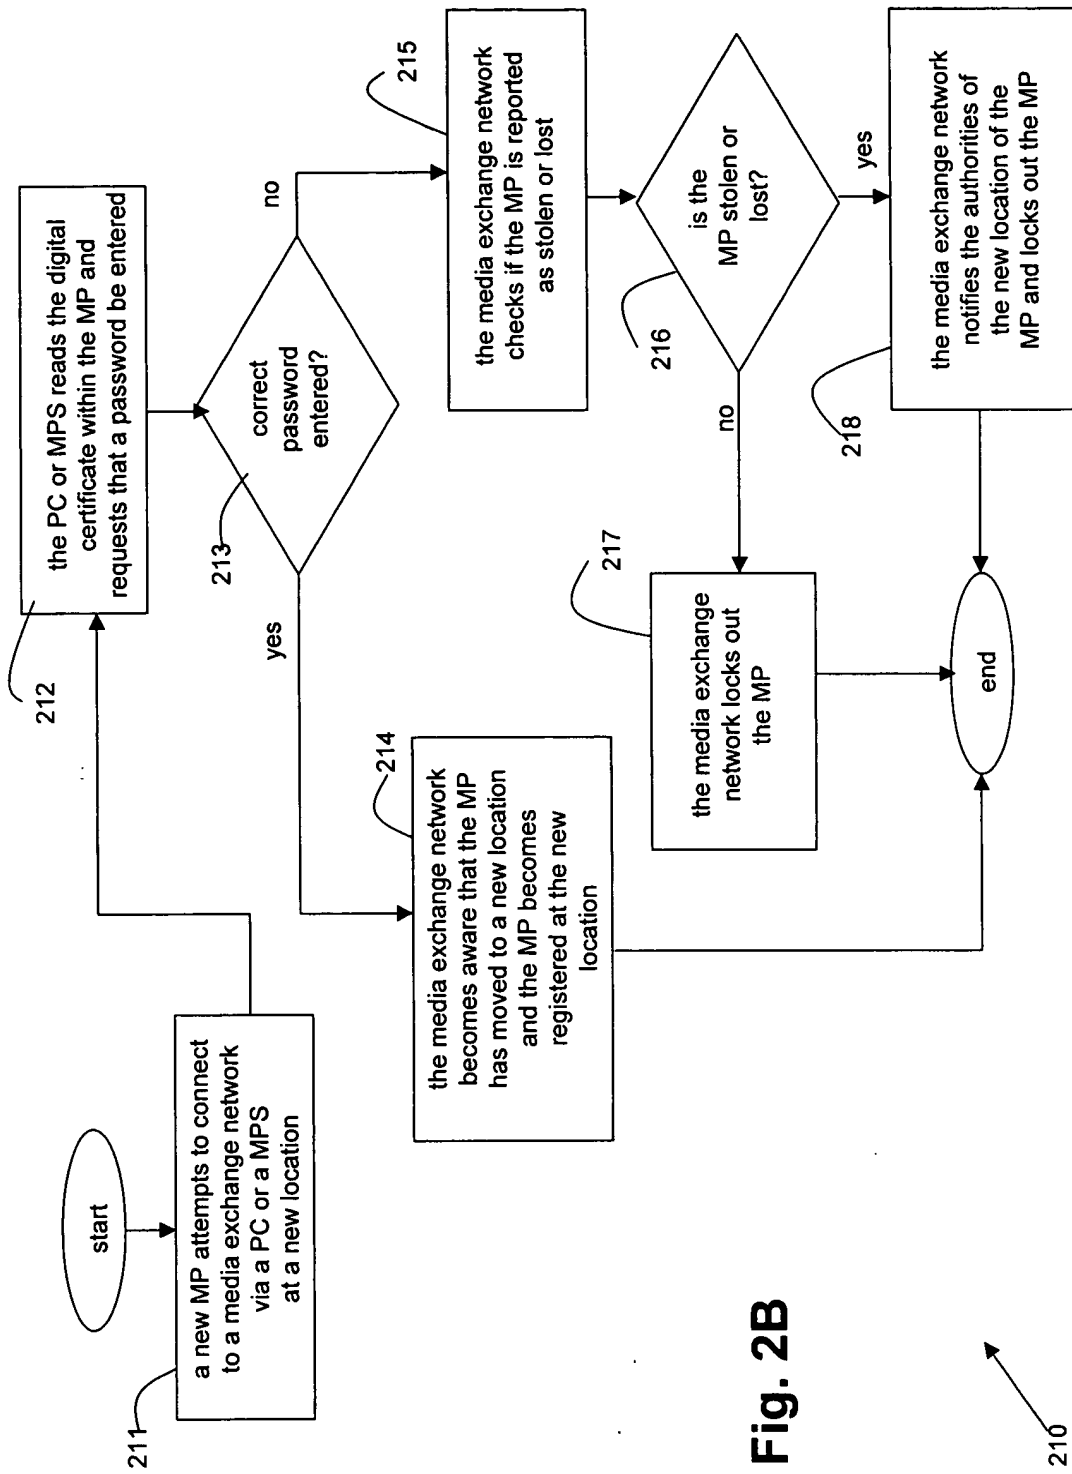 start
211
a new MP attempts to connect
to a media exchange network
via a PC or a MPS
at a new location
212
the PC or MPS reads the digital
certificate within the MP and
requests that a password be entered
213
correct
password
entered?
yes
no
214
the media exchange network
becomes aware that the MP
has moved to a new location
and the MP becomes
registered at the new
location
215
the media exchange network
checks if the MP is reported
as stolen or lost
216
is the
MP stolen or
lost?
no
yes
217
the media exchange
network locks out
the MP
218
the media exchange network
notifies the authorities of
the new location of the
MP and locks out the MP
end
Fig. 2B
210